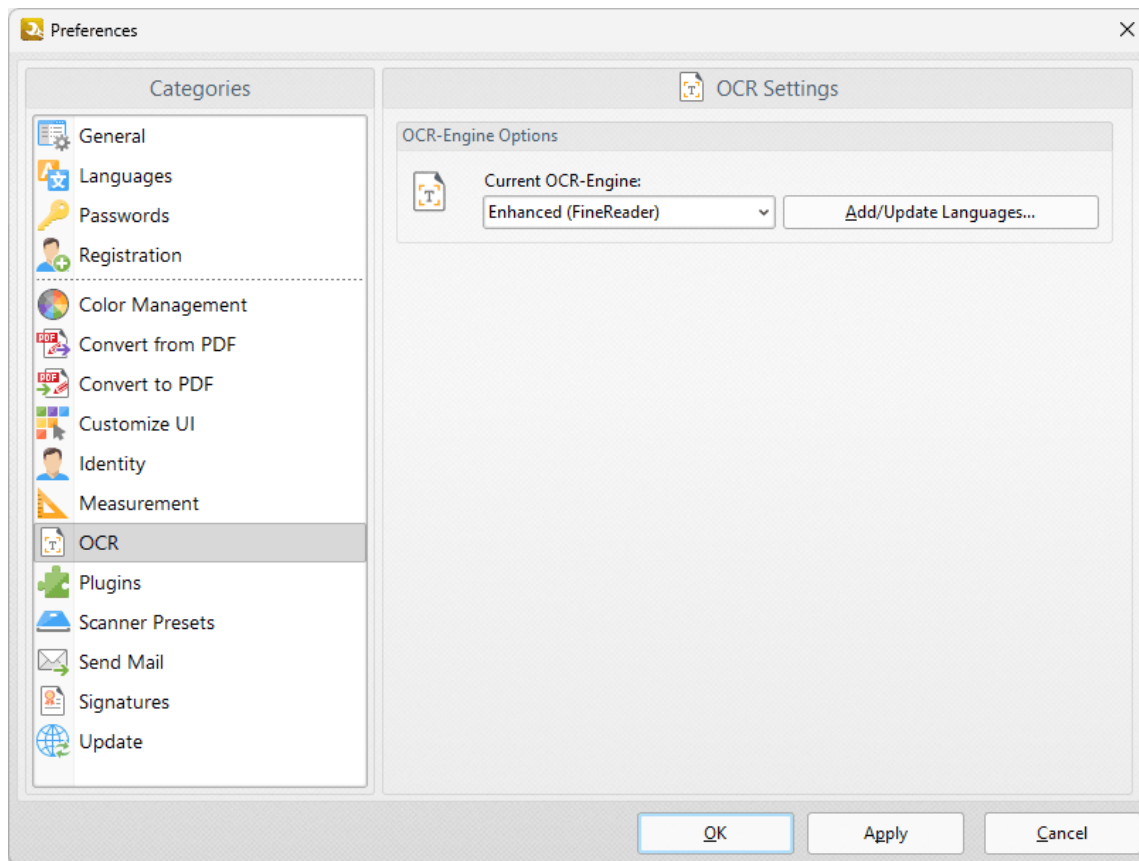 Preferences
Categories
General
Languages
Passwords
Registration
Color Management
Convert from PDF
Convert to PDF
Customize UI
Identity
Measurement
OCR
Plugins
Scanner Presets
Send Mail
Signatures
Update
OCR Settings
OCR-Engine Options
Current OCR-Engine:
Enhanced (FineReader)
Add/Update Languages...
OK
Apply
Cancel